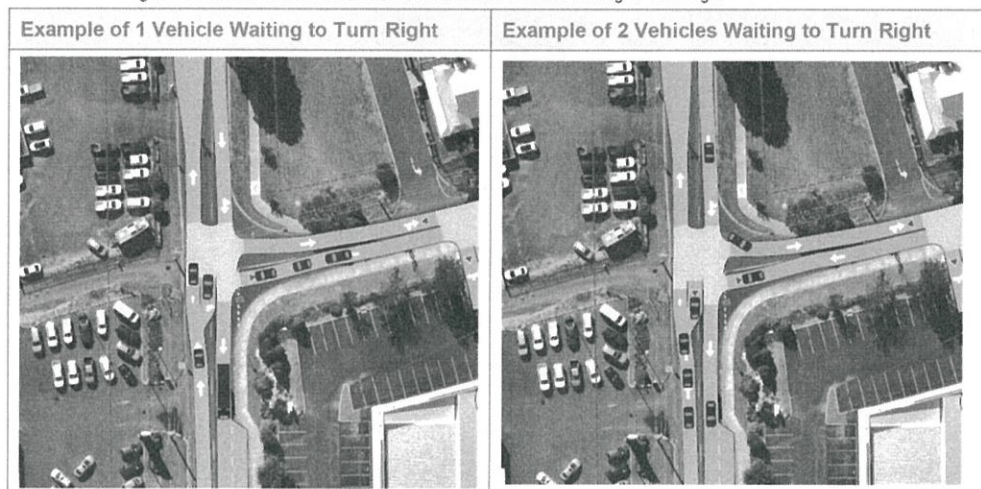 Example of 1 Vehicle Waiting to Turn Right
Example of 2 Vehicles Waiting to Turn Right